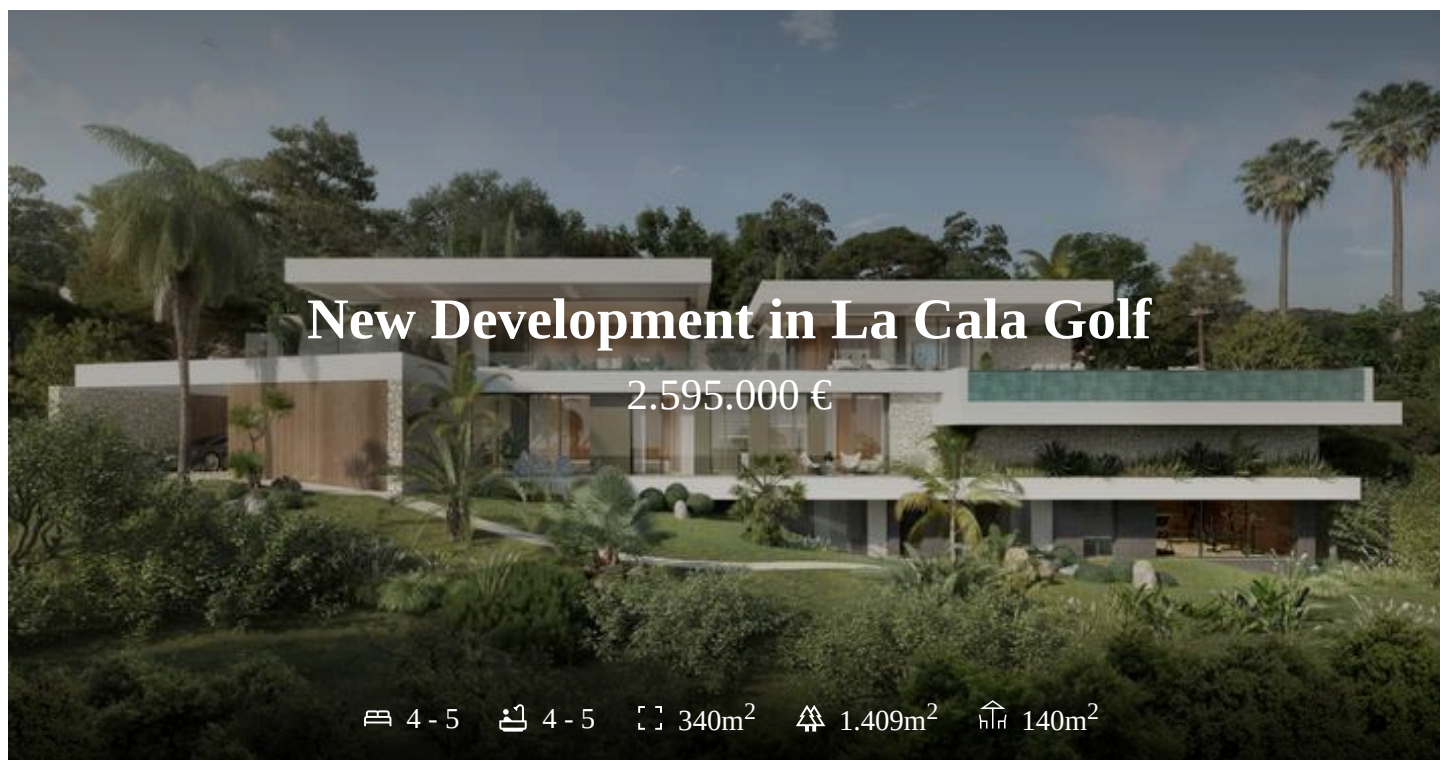 New Development in La Cala Golf
2.595.000 €
4 - 5 4 - 5 340m² 1.409m² 140m²